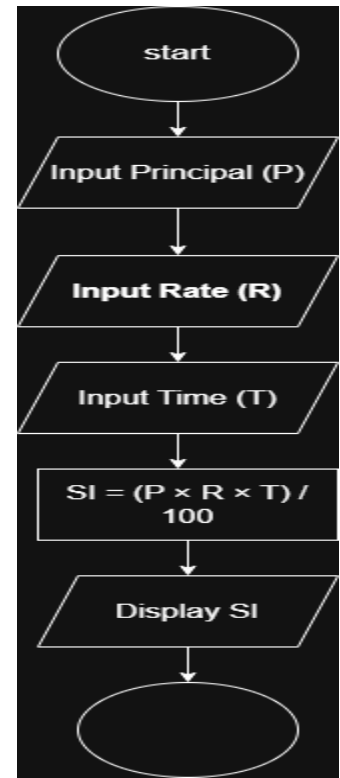 start
Input Principal (P)
Input Rate (R)
Input Time (T)
SI = (P × R × T) /
100
Display SI